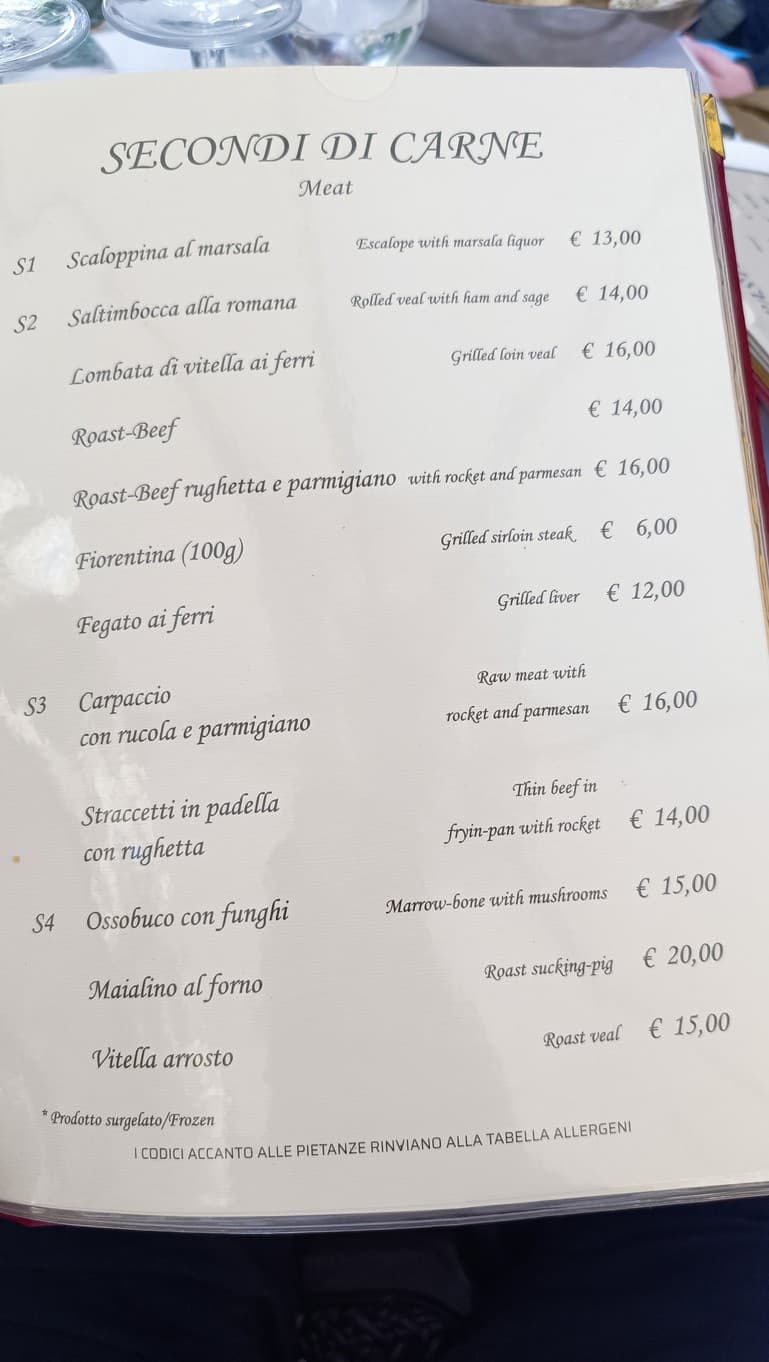 SECONDI DI CARNE
Meat
S1 Scaloppina al marsala Escalope with marsala liquor € 13,00
S2 Saltimbocca alla romana Rolled veal with ham and sage € 14,00
Lombata di vitella ai ferri Grilled loin veal € 16,00
Roast-Beef € 14,00
Roast-Beef rughetta e parmigiano with rocket and parmesan € 16,00
Fiorentina (100g) Grilled sirloin steak € 6,00
Fegato ai ferri Grilled liver € 12,00
Raw meat with
S3 Carpaccio
con rucola e parmigiano rocket and parmesan € 16,00
Thin beef in
Straccetti in padella
con rughetta fryin-pan with rocket € 14,00
S4 Ossobuco con funghi Marrow-bone with mushrooms € 15,00
Maialino al forno Roast sucking-pig € 20,00
Vitella arrosto Roast veal € 15,00
* Prodotto surgelato/Frozen
I CODICI ACCANTO ALLE PIETANZE RINVIANO ALLA TABELLA ALLERGENI